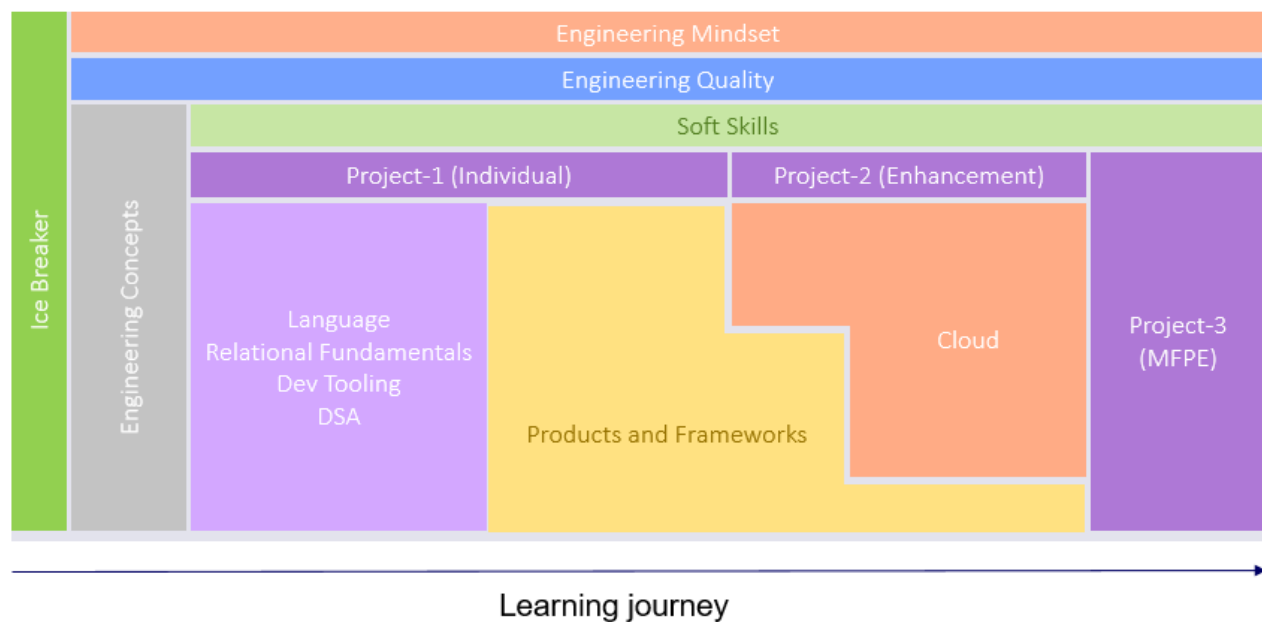 Engineering Mindset
Engineering Quality
Soft Skills
Project-1 (Individual)
Project-2 (Enhancement)
Ice Breaker
Engineering Concepts
Language
Relational Fundamentals
Dev Tooling
DSA
Products and Frameworks
Cloud
Project-3
(MFPE)
Learning journey